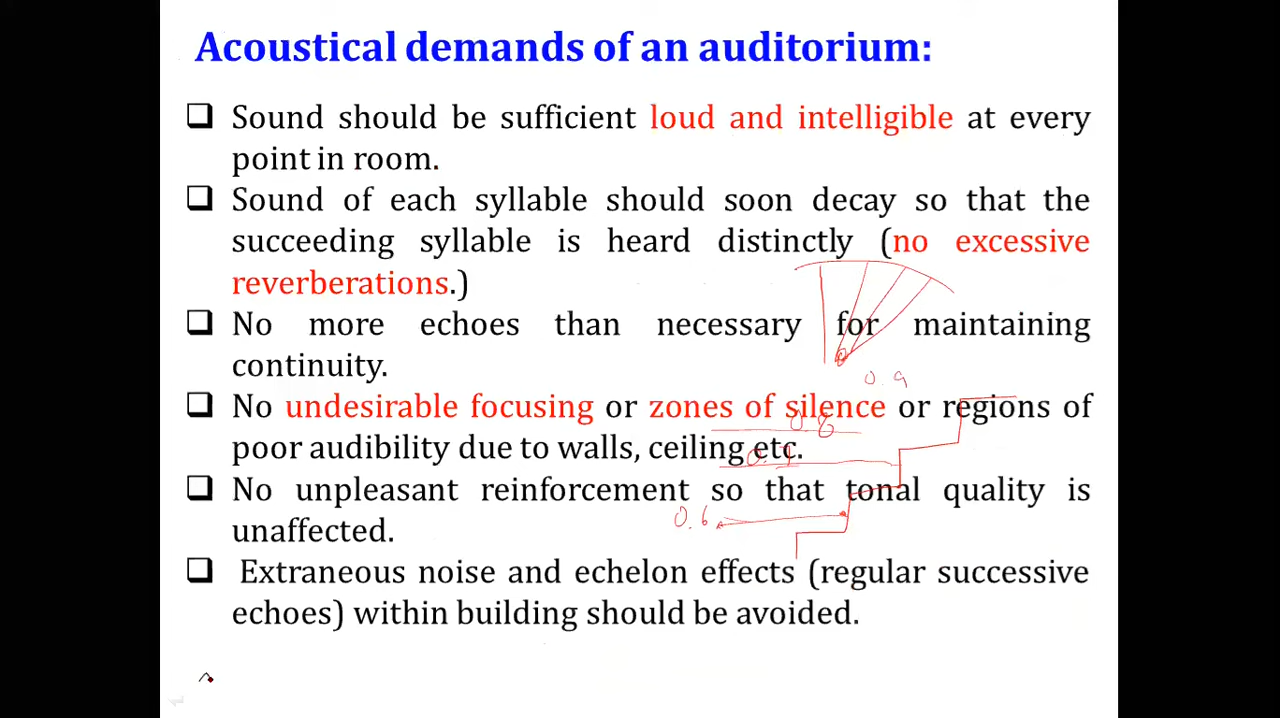 Acoustical demands of an auditorium:
❑ Sound should be sufficient loud and intelligible at every
point in room.
❑ Sound of each syllable should soon decay so that the
succeeding syllable is heard distinctly (no excessive
reverberations.)
❑ No more echoes than necessary for maintaining
continuity.
0.9
❑ No undesirable focusing or zones of silence or regions of
0.8
poor audibility due to walls, ceiling etc.
0.7
❑ No unpleasant reinforcement so that tonal quality is
0.6
unaffected.
❑ Extraneous noise and echelon effects (regular successive
echoes) within building should be avoided.